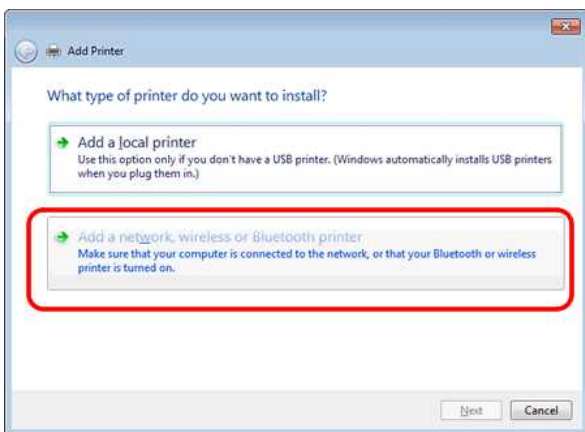 Add Printer
What type of printer do you want to install?
Add a local printer
Use this option only if you don't have a USB printer. (Windows automatically installs USB printers
when you plug them in.)
Add a network, wireless or Bluetooth printer
Make sure that your computer is connected to the network, or that your Bluetooth or wireless
printer is turned on.
Next Cancel